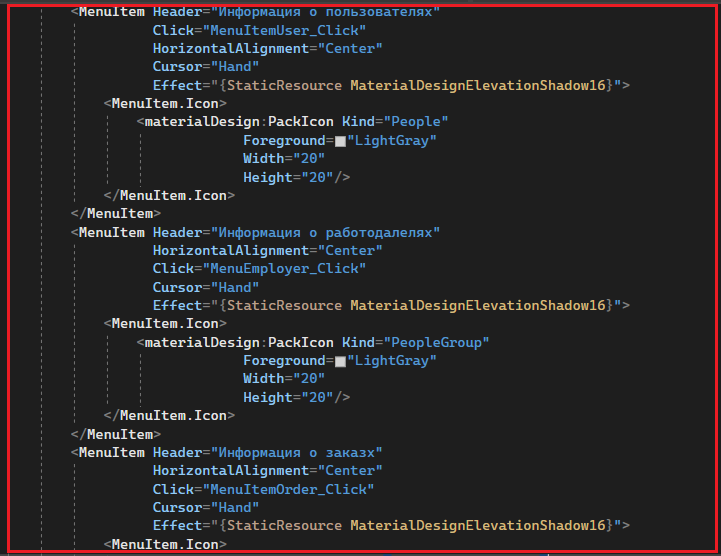 <MenuItem Header="Информация о пользователях"
Click="MenuItemUser_Click"
HorizontalAlignment="Center"
Cursor="Hand"
Effect="{StaticResource MaterialDesignElevationShadow16}">
<MenuItem.Icon>
<materialDesign:PackIcon Kind="People"
Foreground="LightGray"
Width="20"
Height="20"/>
</MenuItem.Icon>
</MenuItem>
<MenuItem Header="Информация о работодалелях"
HorizontalAlignment="Center"
Click="MenuEmployer_Click"
Cursor="Hand"
Effect="{StaticResource MaterialDesignElevationShadow16}">
<MenuItem.Icon>
<materialDesign:PackIcon Kind="PeopleGroup"
Foreground="LightGray"
Width="20"
Height="20"/>
</MenuItem.Icon>
</MenuItem>
<MenuItem Header="Информация о заказх"
HorizontalAlignment="Center"
Click="MenuItemOrder_Click"
Cursor="Hand"
Effect="{StaticResource MaterialDesignElevationShadow16}">
<MenuItem.Icon>